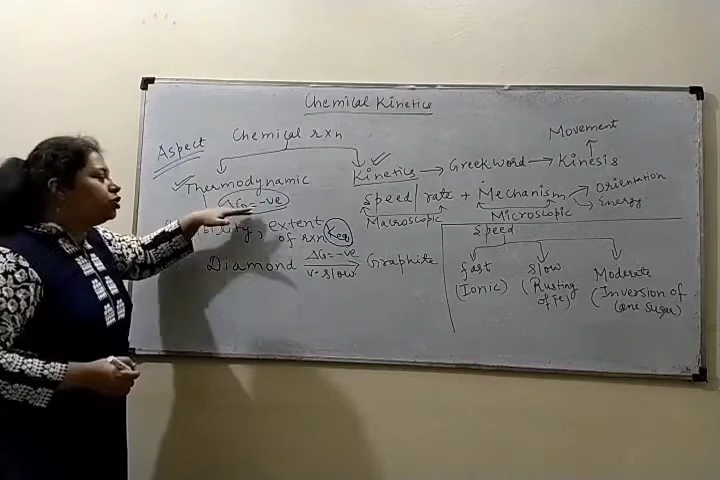 Chemical Kinetics
Aspect
Chemical rxn
Movement
Thermodynamic
Kinetics → Greek word → Kinesis
ΔG = -ve
Speed/rate + Mechanism
Orientation
Energy
Macroscopic
Microscopic
bility, extent
of rxn Keq
Diamond ΔG = -ve Graphite
V. slow
Speed
fast
(Ionic)
Slow
(Rusting
of Fe)
Moderate
(Inversion of
Cane Sugar)